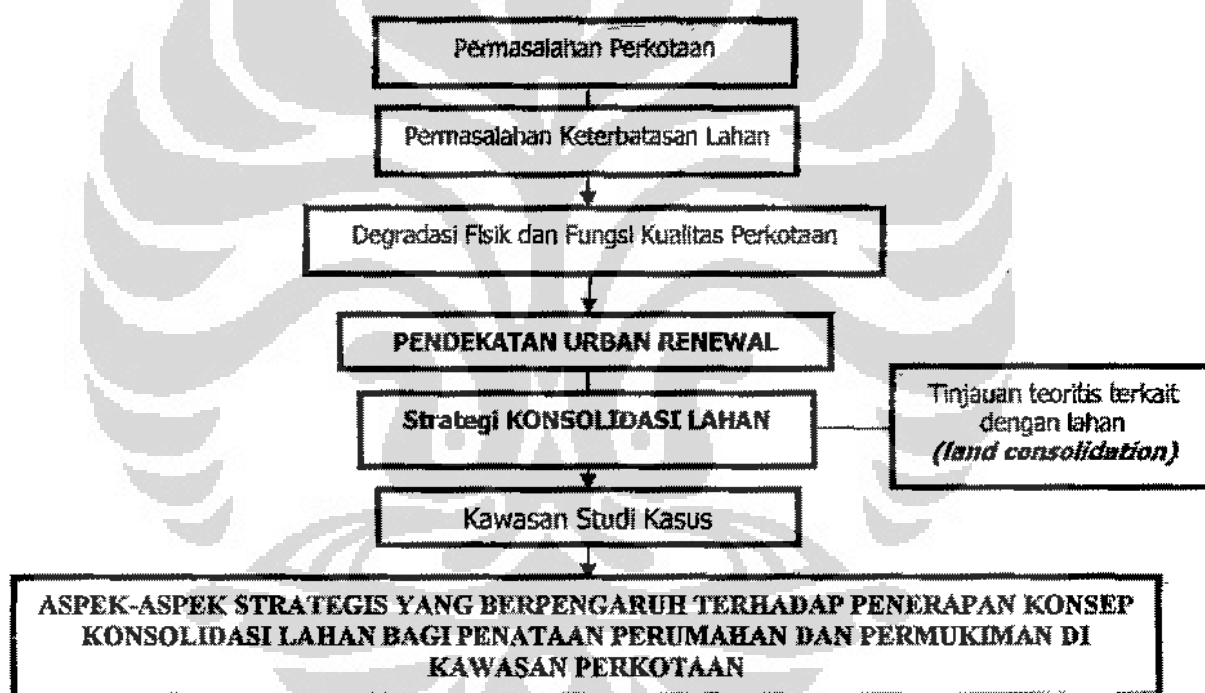 Permasalahan Perkotaan
Permasalahan Keterbatasan Lahan
Degradasi Fisik dan Fungsi Kualitas Perkotaan
PENDEKATAN URBAN RENEWAL
Strategi KONSOLIDASI LAHAN
Tinjauan teoritis terkait
dengan lahan
(land consolidation)
Kawasan Studi Kasus
ASPEK-ASPEK STRATEGIS YANG BERPENGARUH TERHADAP PENERAPAN KONSEP
KONSOLIDASI LAHAN BAGI PENATAAN PERUMAHAN DAN PERMUKIMAN DI
KAWASAN PERKOTAAN